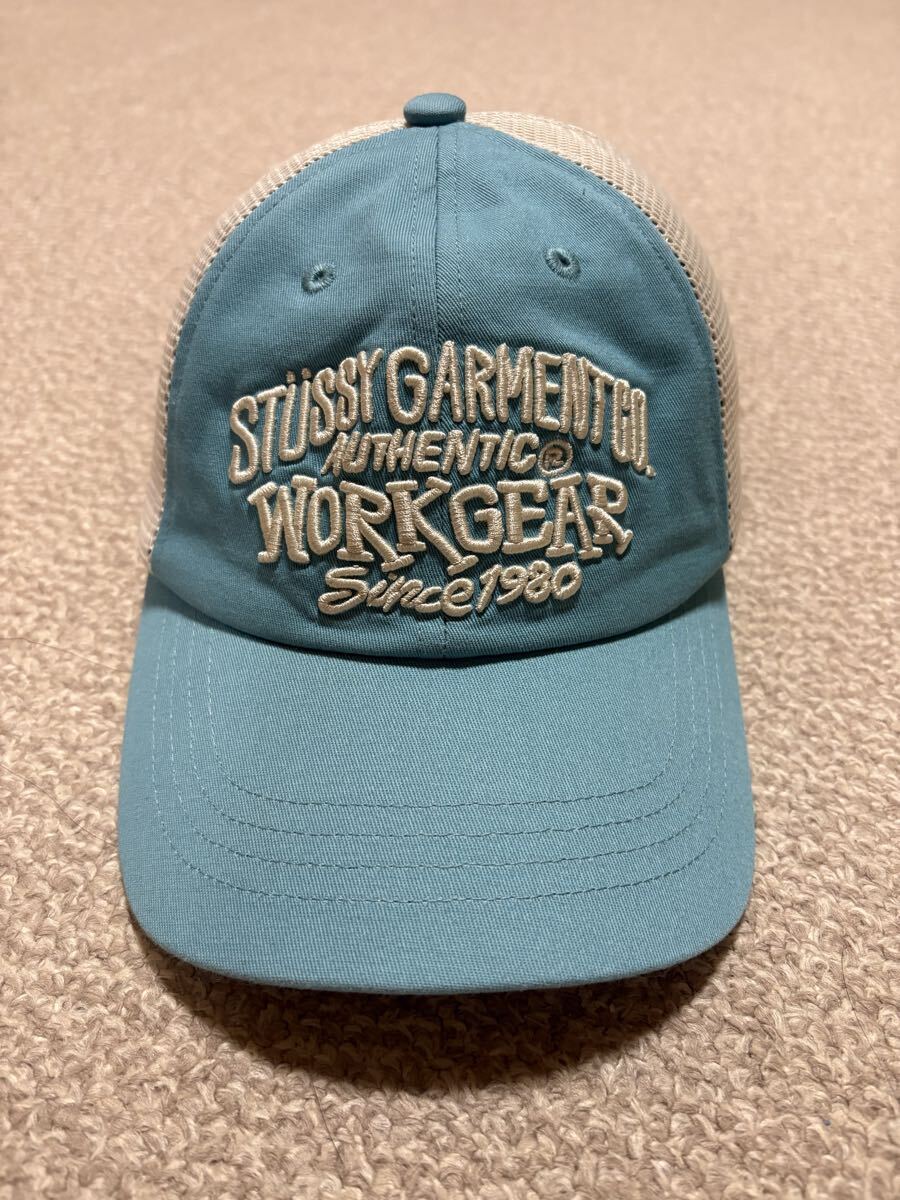 STÜSSY GARMENT CO.
AUTHENTIC®
WORKGEAR
Since 1980